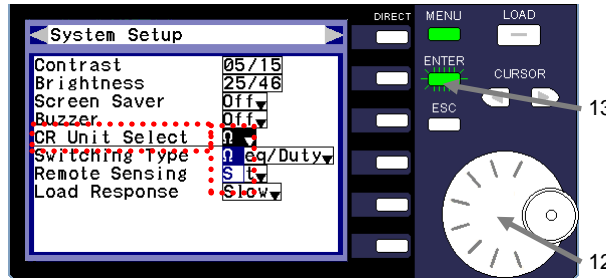 DIRECT MENU LOAD
System Setup
ENTER
CURSOR
Contrast 05/15
Brightness 25/46
Screen Saver Off
Buzzer Off
ESC
13
CR Unit Select Ω
Switching Type Ω eq/Duty
Remote Sensing S t
Load Response Slow
12